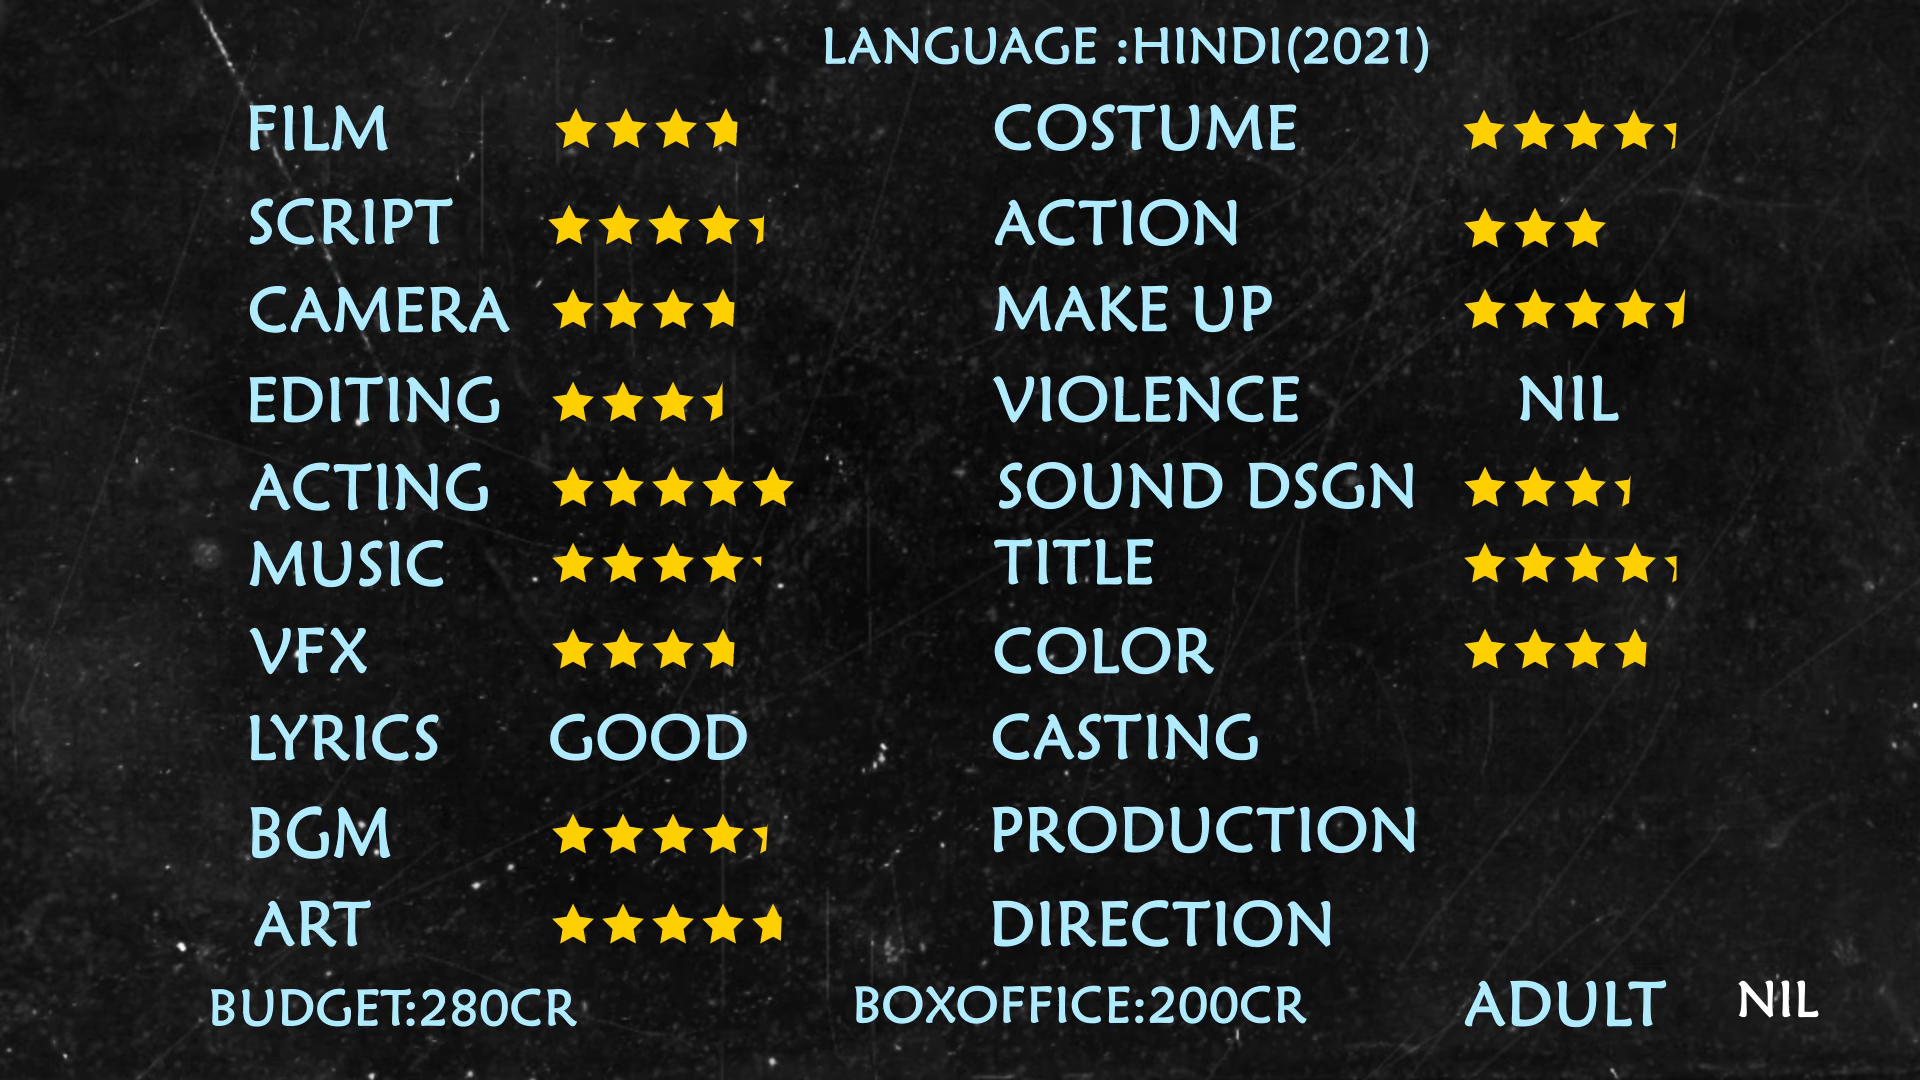 LANGUAGE :HINDI(2021)
FILM
COSTUME
SCRIPT
ACTION
CAMERA
MAKE UP
EDITING
VIOLENCE NIL
ACTING
SOUND DSGN
MUSIC
TITLE
VFX
COLOR
LYRICS GOOD
CASTING
BGM
PRODUCTION
ART
DIRECTION
BUDGET:280CR
BOXOFFICE:200CR
ADULT NIL